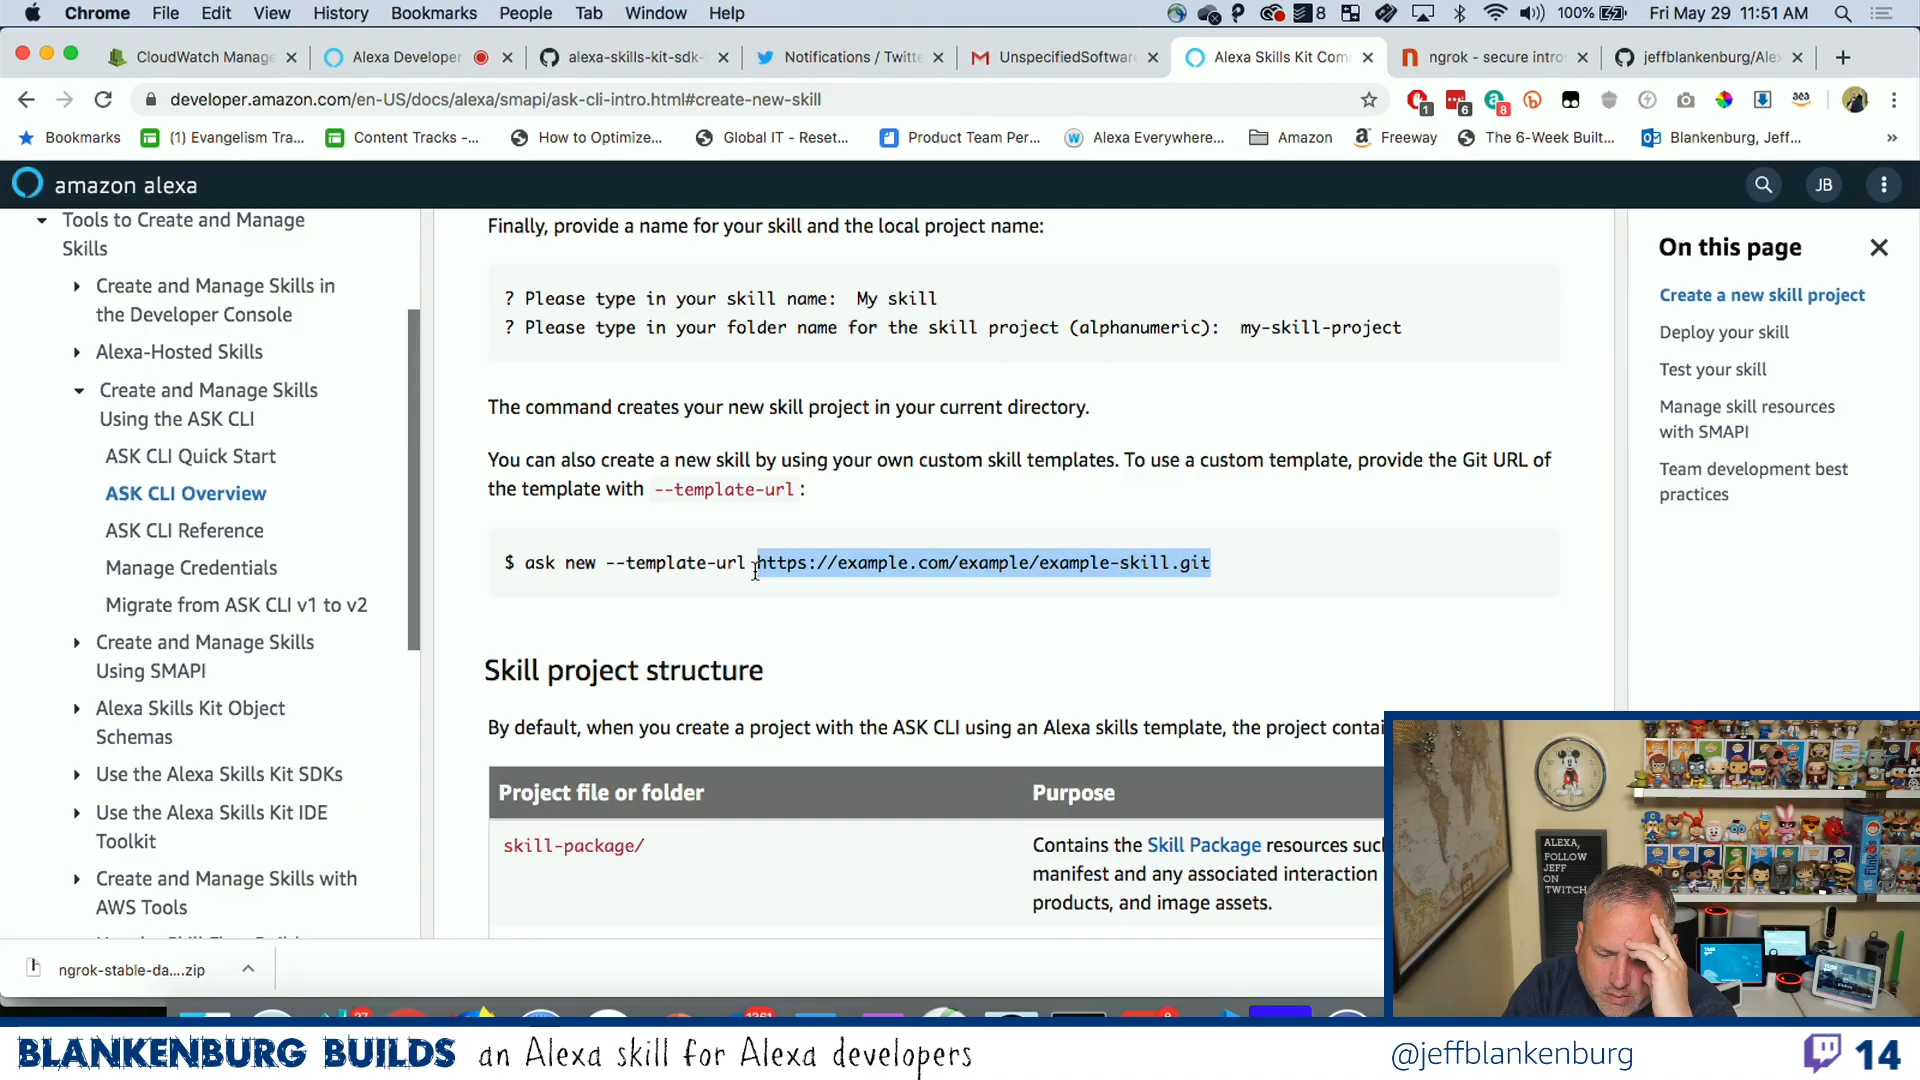 Chrome File Edit View History Bookmarks People Tab Window Help 8 100% Fri May 29 11:51 AM
CloudWatch Manage Alexa Developer alexa-skills-kit-sdk- Notifications / Twitte UnspecifiedSoftware Alexa Skills Kit Com ngrok - secure intro jeffblankenburg/Ale
developer.amazon.com/en-US/docs/alexa/smapi/ask-cli-intro.html#create-new-skill 1 6 8
Bookmarks (1) Evangelism Tra... Content Tracks -... How to Optimize... Global IT - Reset... Product Team Per... Alexa Everywhere... Amazon Freeway The 6-Week Built... Blankenburg, Jeff... »
amazon alexa JB
Tools to Create and Manage
Skills
Create and Manage Skills in
the Developer Console
Alexa-Hosted Skills
Create and Manage Skills
Using the ASK CLI
ASK CLI Quick Start
ASK CLI Overview
ASK CLI Reference
Manage Credentials
Migrate from ASK CLI v1 to v2
Create and Manage Skills
Using SMAPI
Alexa Skills Kit Object
Schemas
Use the Alexa Skills Kit SDKs
Use the Alexa Skills Kit IDE
Toolkit
Create and Manage Skills with
AWS Tools
Finally, provide a name for your skill and the local project name:
? Please type in your skill name: My skill
? Please type in your folder name for the skill project (alphanumeric): my-skill-project
The command creates your new skill project in your current directory.
You can also create a new skill by using your own custom skill templates. To use a custom template, provide the Git URL of
the template with --template-url :
$ ask new --template-url https://example.com/example/example-skill.git
Skill project structure
By default, when you create a project with the ASK CLI using an Alexa skills template, the project contai
Project file or folder Purpose
skill-package/ Contains the Skill Package resources suc
manifest and any associated interaction
products, and image assets.
On this page
Create a new skill project
Deploy your skill
Test your skill
Manage skill resources
with SMAPI
Team development best
practices
ALEXA,
FOLLOW
JEFF
ON
TWITCH
ngrok-stable-da....zip
BLANKENBURG BUILDS an Alexa skill for Alexa developers @jeffblankenburg 14